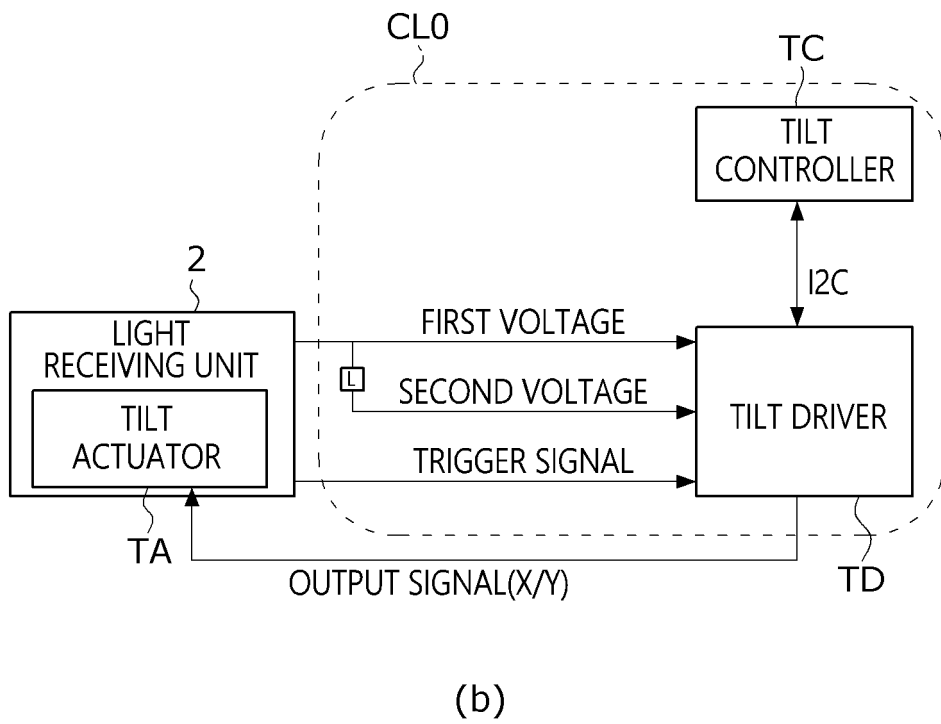 CL0
TC
TILT
CONTROLLER
2
I2C
LIGHT
RECEIVING UNIT
FIRST VOLTAGE
L
SECOND VOLTAGE
TILT
ACTUATOR
TILT DRIVER
TRIGGER SIGNAL
TA
OUTPUT SIGNAL(X/Y)
TD
(b)